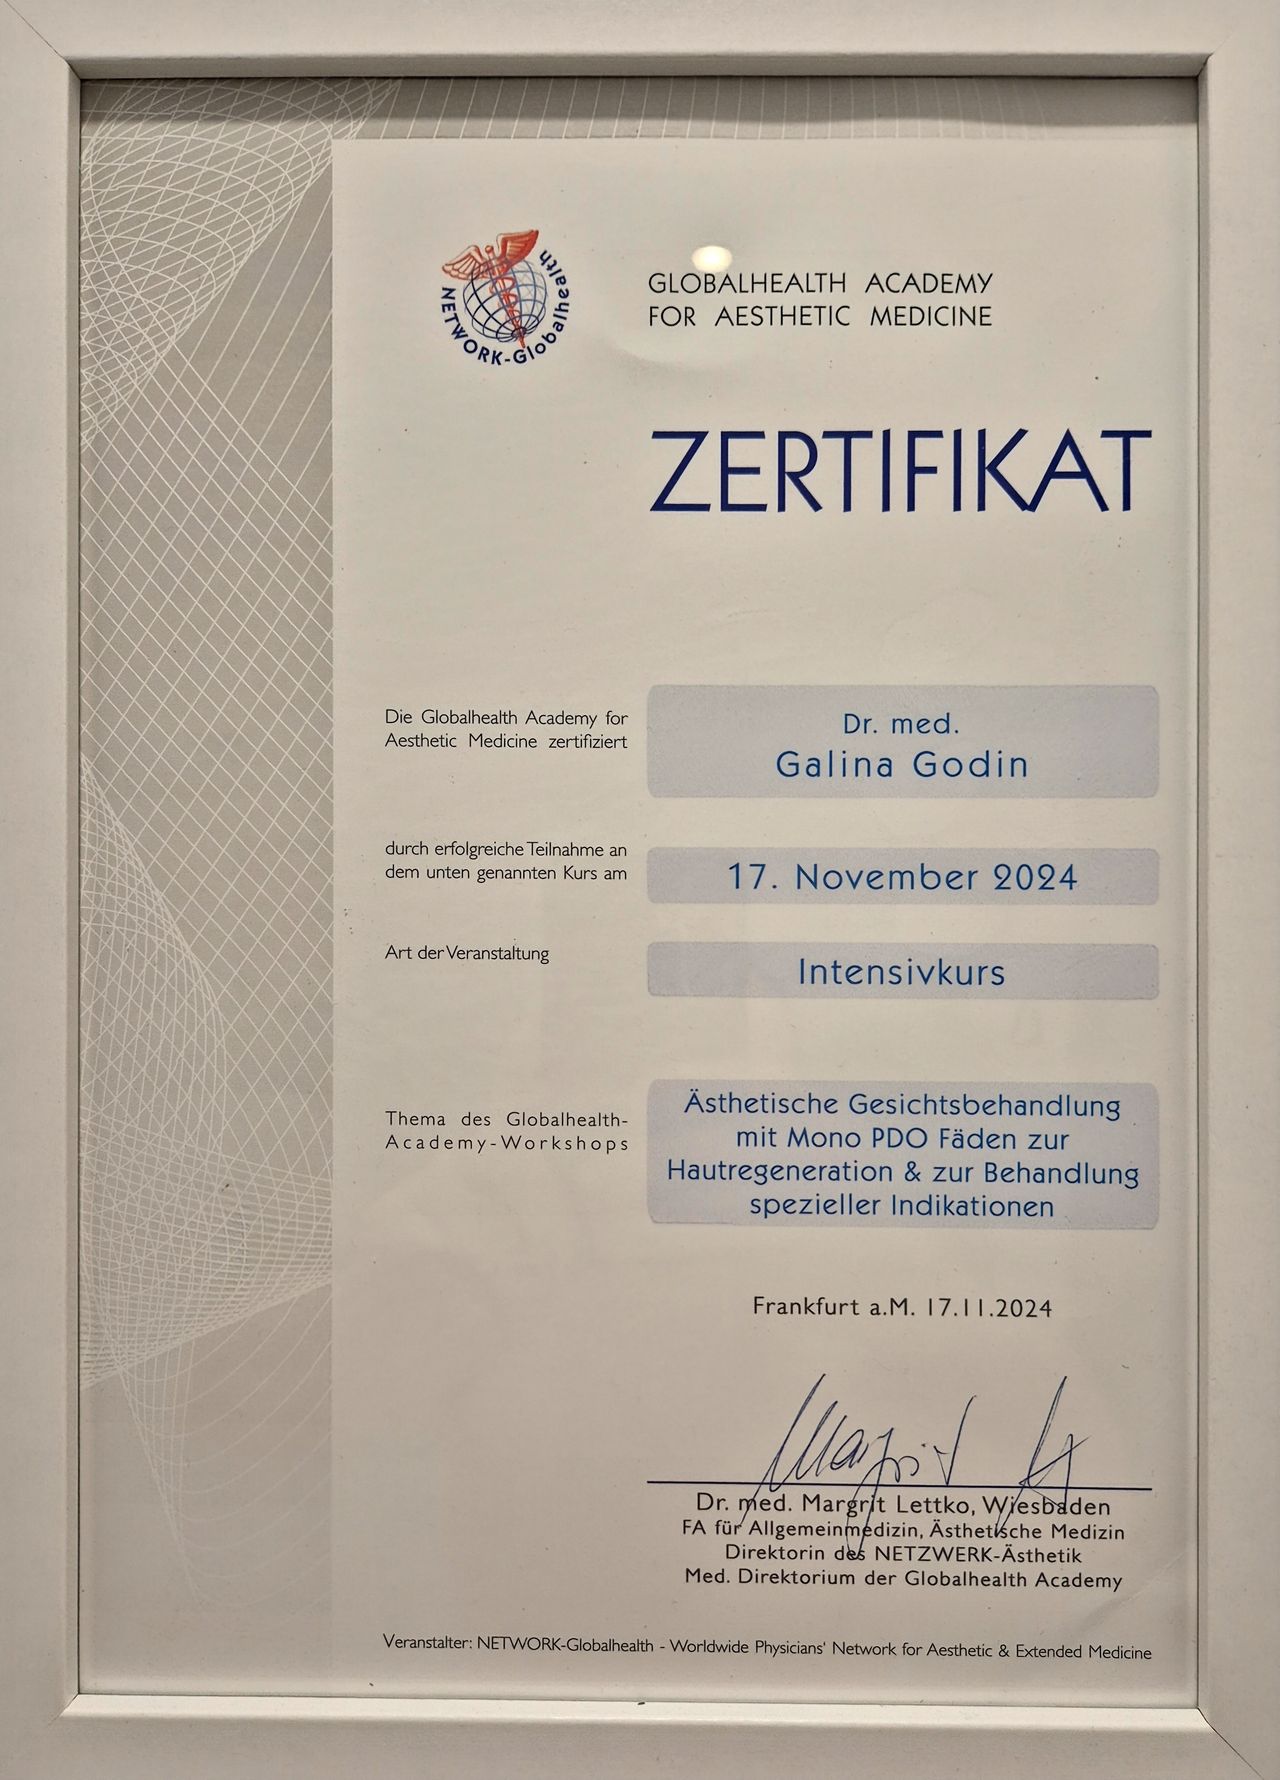 NETWORK-Globalhealth
GLOBALHEALTH ACADEMY
FOR AESTHETIC MEDICINE
ZERTIFIKAT
Die Globalhealth Academy for
Aesthetic Medicine zertifiziert
Dr. med.
Galina Godin
durch erfolgreiche Teilnahme an
dem unten genannten Kurs am
17. November 2024
Art der Veranstaltung
Intensivkurs
Thema des Globalhealth-
Academy-Workshops
Ästhetische Gesichtsbehandlung
mit Mono PDO Fäden zur
Hautregeneration & zur Behandlung
spezieller Indikationen
Frankfurt a.M. 17.11.2024
Dr. med. Margrit Lettko, Wiesbaden
FA für Allgemeinmedizin, Ästhetische Medizin
Direktorin des NETZWERK-Ästhetik
Med. Direktorium der Globalhealth Academy
Veranstalter: NETWORK-Globalhealth - Worldwide Physicians' Network for Aesthetic & Extended Medicine